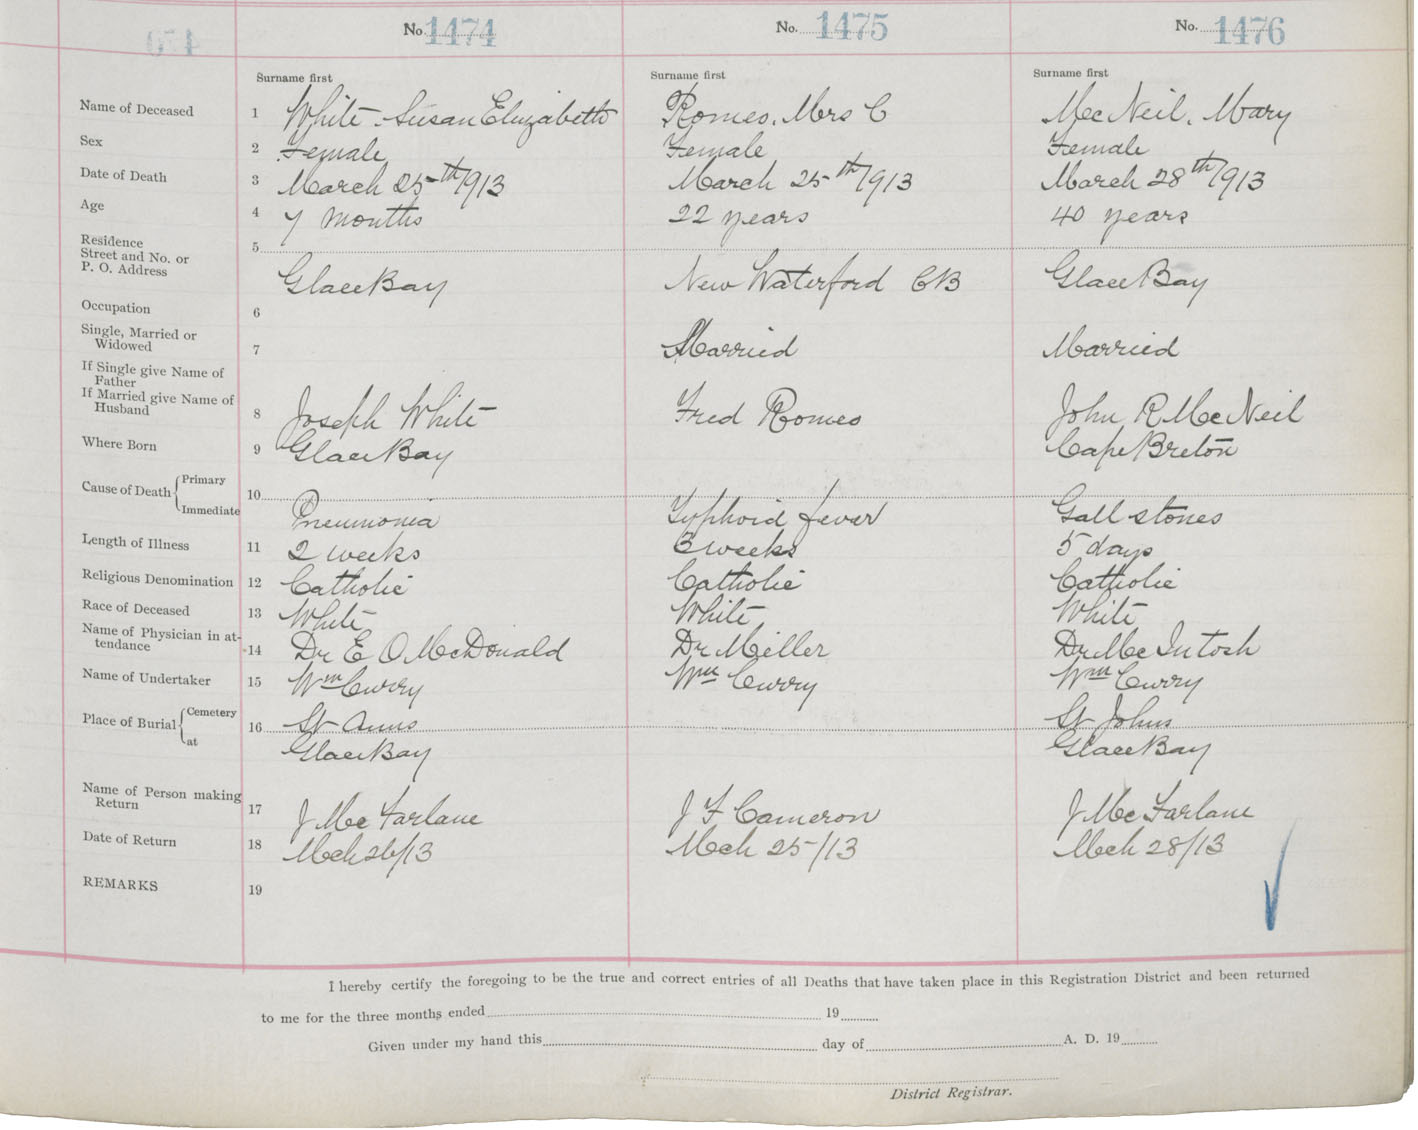 No. 1474 No. 1475 No. 1476
Surname first Surname first Surname first
Name of Deceased 1 White Susan Elizabeth Romeo, Mrs C MacNeil, Mary
Sex 2 Female Female Female
Date of Death 3 March 25th/1913 March 25th/1913 March 28th/1913
Age 4 7 months 22 years 40 years
Residence
Street and No. or 5
P. O. Address Glace Bay New Waterford CB Glace Bay
Occupation 6
Single, Married or
Widowed 7 Married Married
If Single give Name of
Father
If Married give Name of
Husband 8 Joseph White Fred Romeo John R MacNeil
Where Born 9 Glace Bay Cape Breton
Cause of Death Primary 10
Immediate Pneumonia Typhoid fever Gall stones
Length of Illness 11 2 weeks 3 weeks 5 days
Religious Denomination 12 Catholic Catholic Catholic
Race of Deceased 13 White White White
Name of Physician in at-
tendance 14 Dr E O McDonald Dr Miller Dr McIntosh
Name of Undertaker 15 Wm Curry Wm Curry Wm Curry
Place of Burial Cemetery 16 St Anns St Johns
at Glace Bay Glace Bay
Name of Person making
Return 17 J McFarlane J F Cameron J McFarlane
Date of Return 18 Mch 26/13 Mch 25/13 Mch 28/13
REMARKS 19
I hereby certify the foregoing to be the true and correct entries of all Deaths that have taken place in this Registration District and been returned
to me for the three months ended 19
Given under my hand this day of A. D. 19
District Registrar.